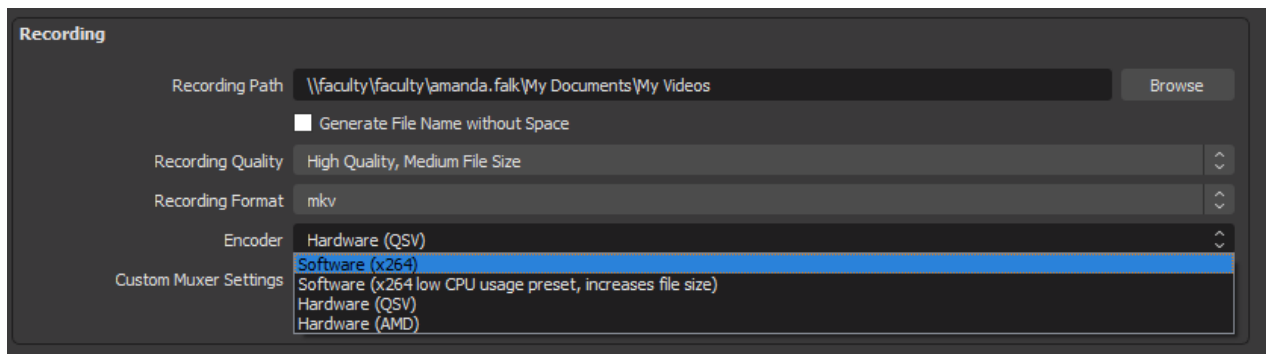 Recording
Recording Path \\faculty\faculty\amanda.falk\My Documents\My Videos Browse
Generate File Name without Space
Recording Quality High Quality, Medium File Size
Recording Format mkv
Encoder Hardware (QSV)
Software (x264)
Custom Muxer Settings Software (x264 low CPU usage preset, increases file size)
Hardware (QSV)
Hardware (AMD)